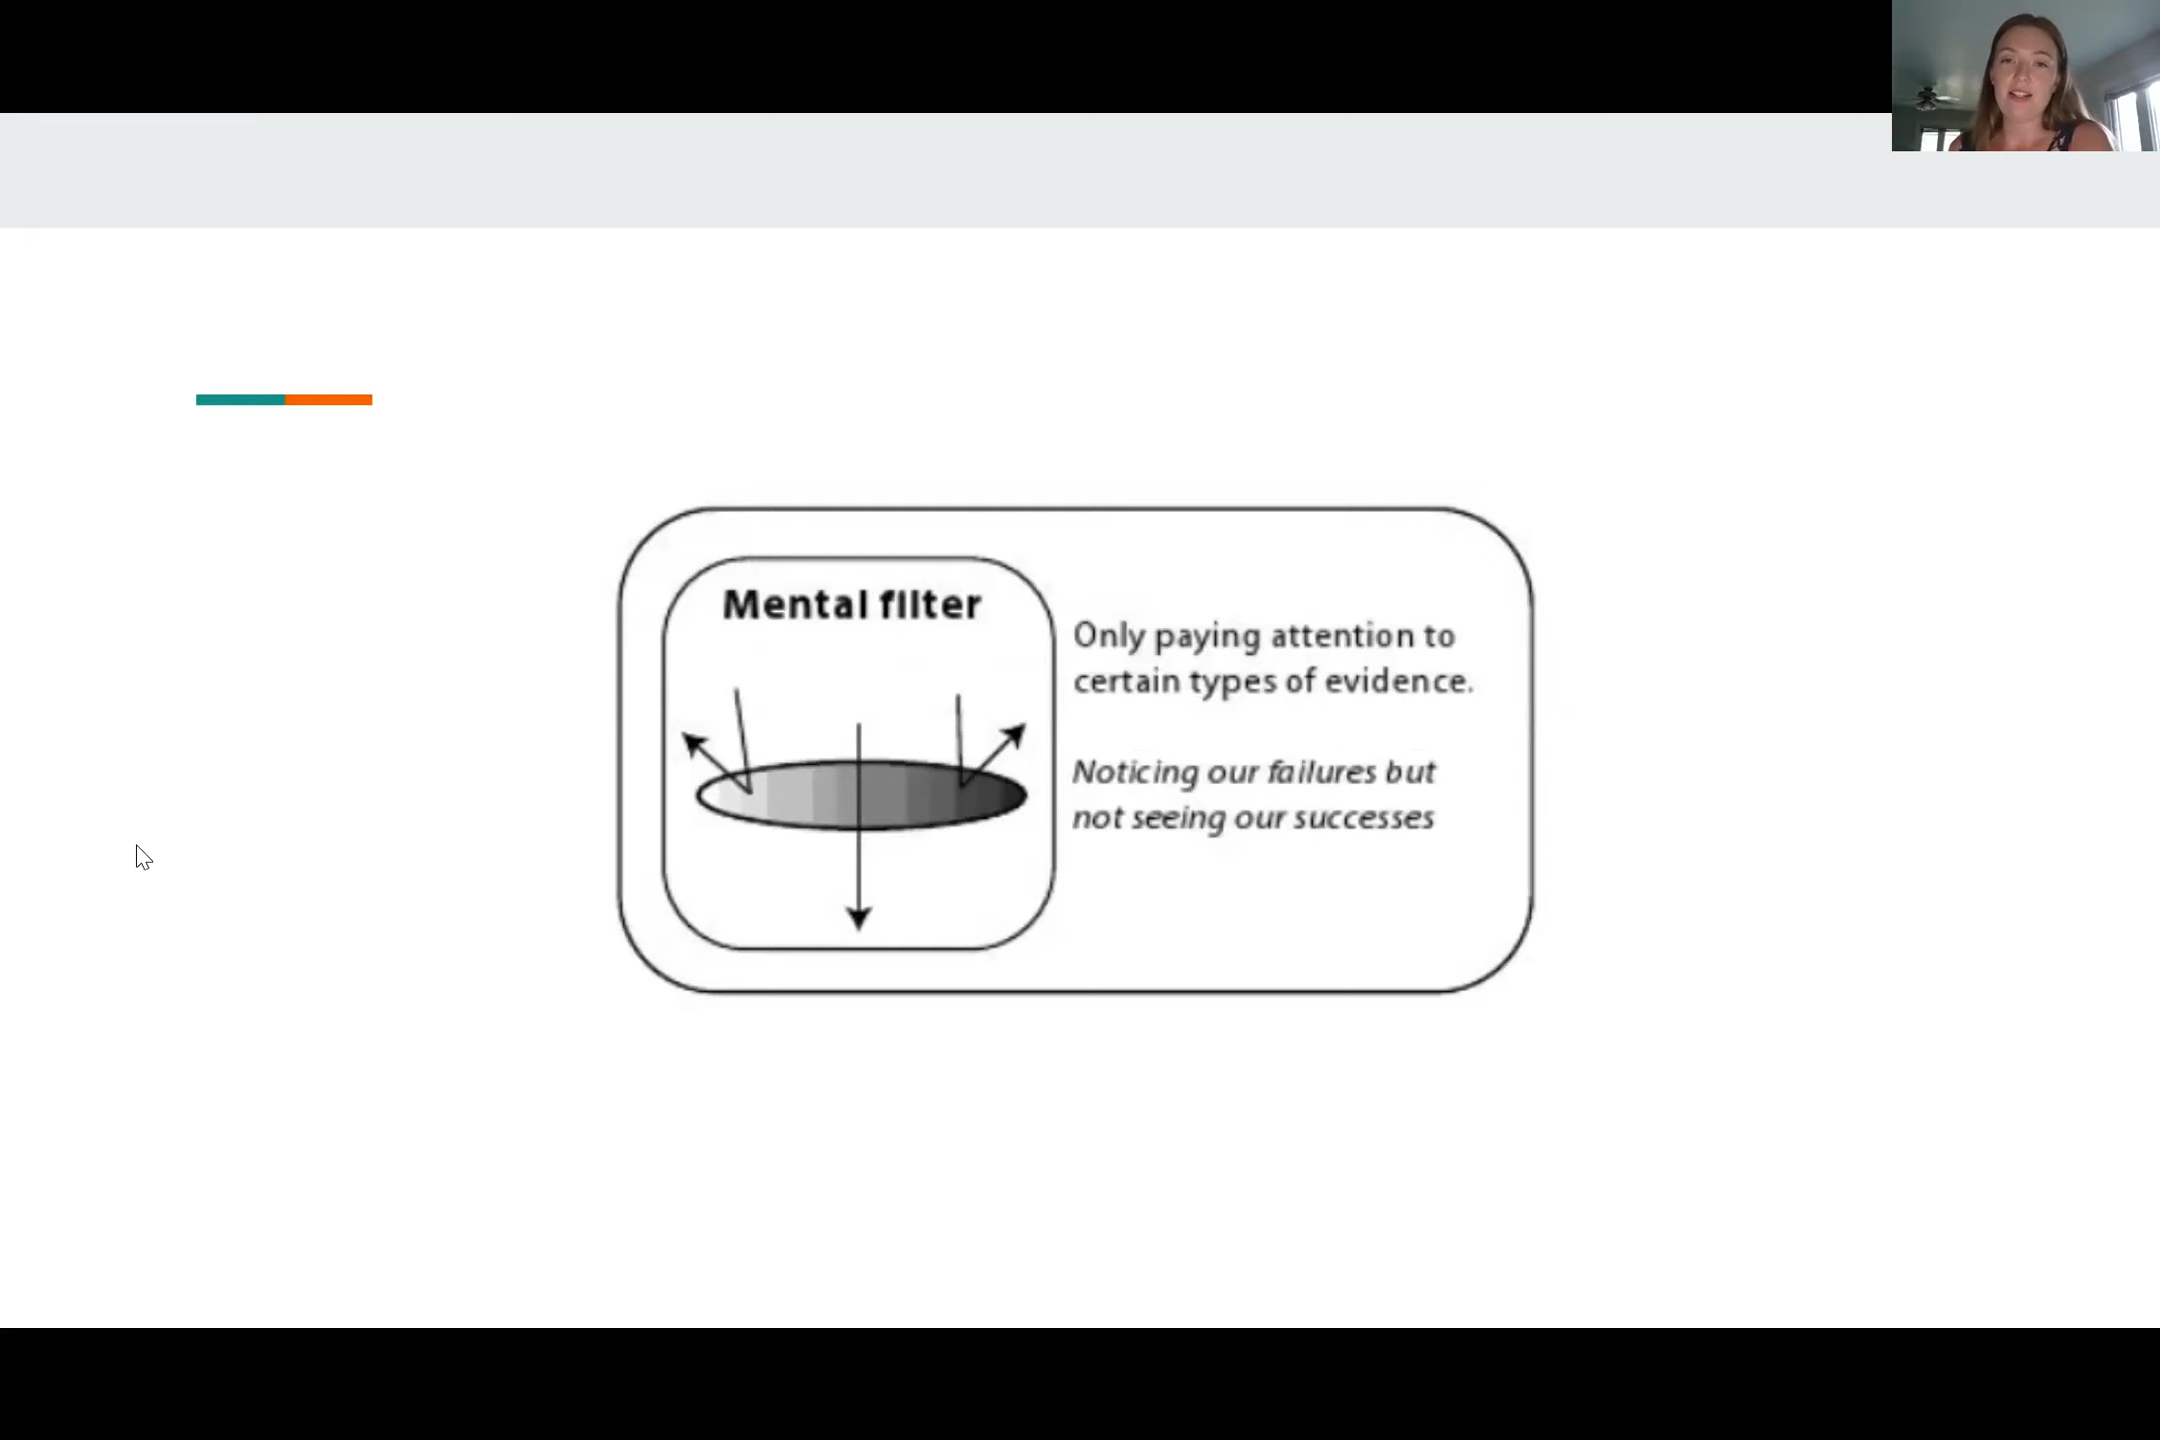 Mental filter
Only paying attention to
certain types of evidence.
Noticing our failures but
not seeing our successes